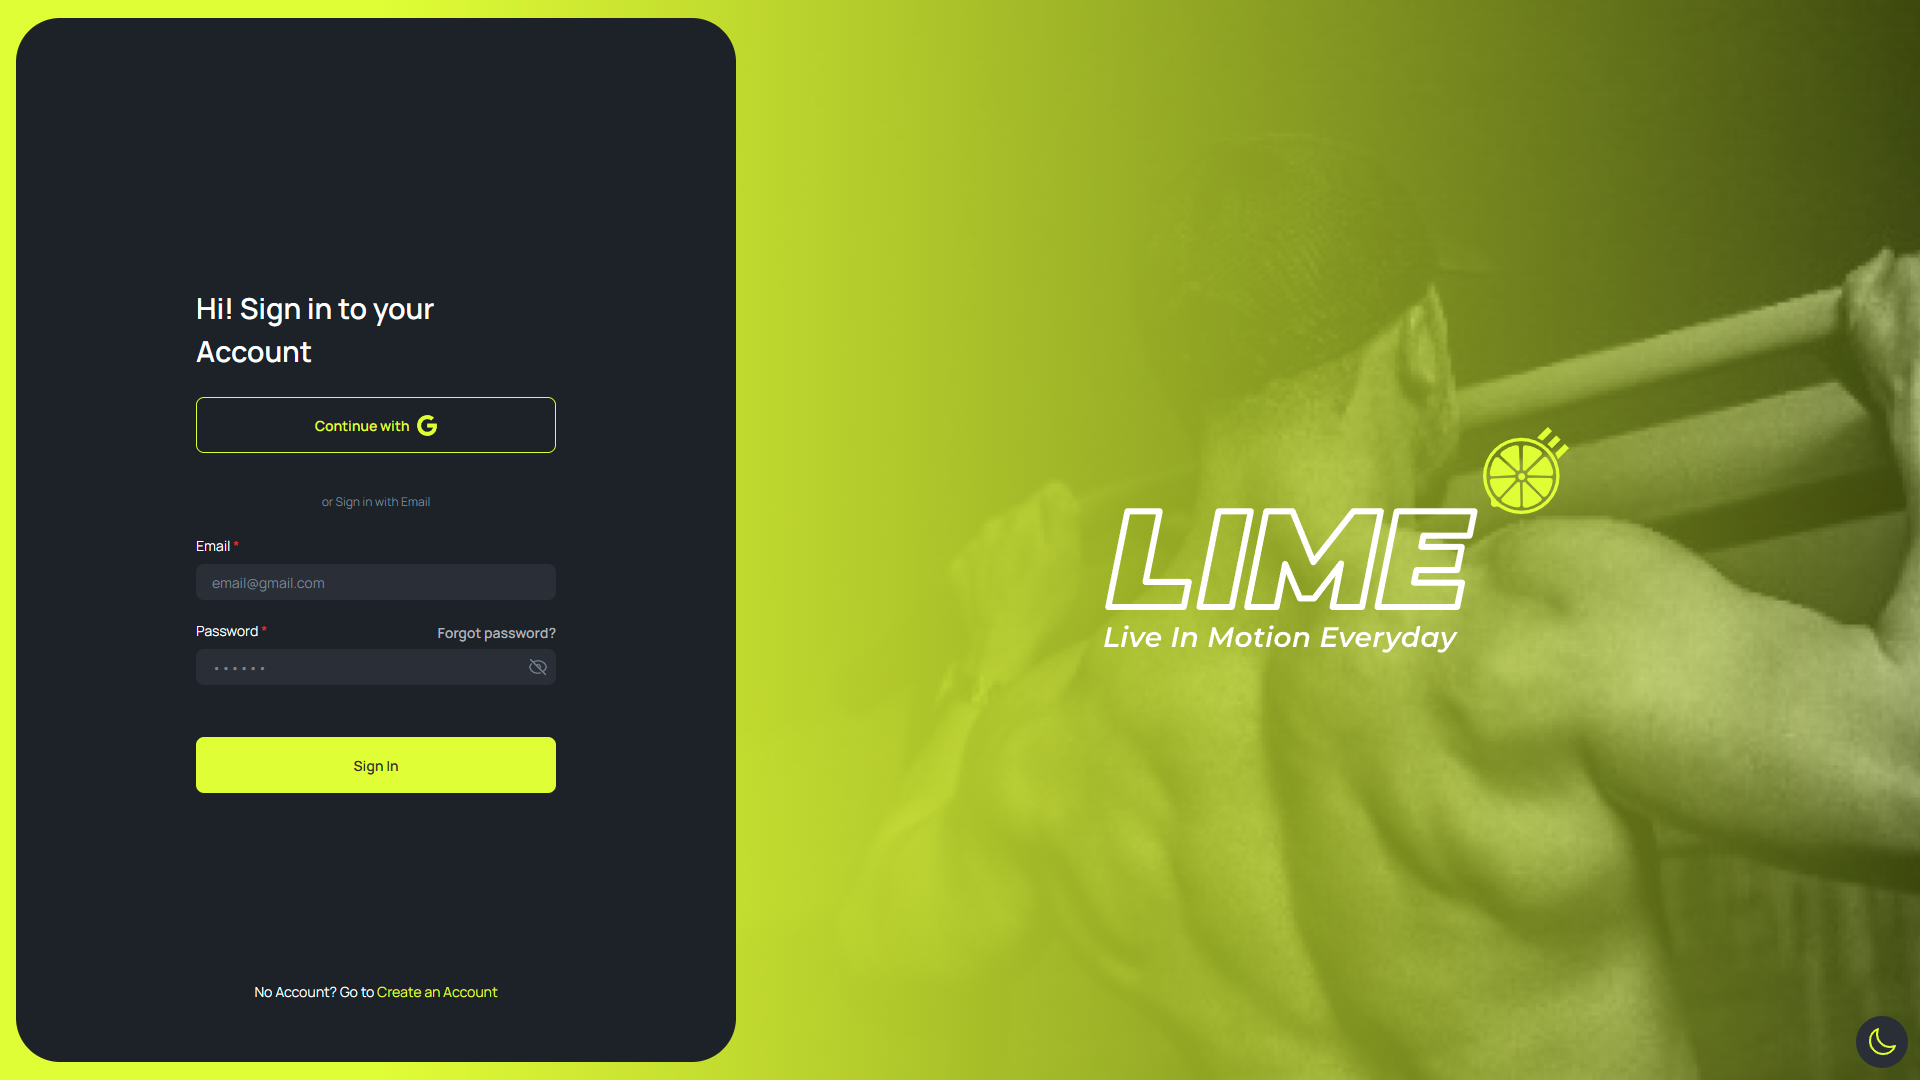 Hi! Sign in to your
Account
Continue with G
or Sign in with Email
Email *
email@gmail.com
Password *
Forgot password?
••••••
Sign In
No Account? Go to Create an Account
LIME
Live In Motion Everyday